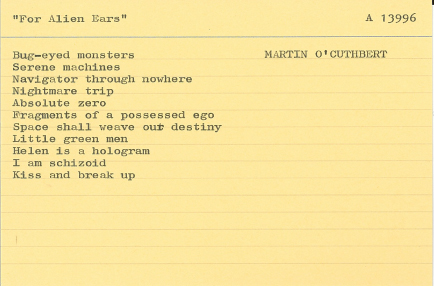 "For Alien Ears" A 13996
Bug-eyed monsters MARTIN O'CUTHBERT
Serene machines
Navigator through nowhere
Nightmare trip
Absolute zero
Fragments of a possessed ego
Space shall weave our destiny
Little green men
Helen is a hologram
I am schizoid
Kiss and break up